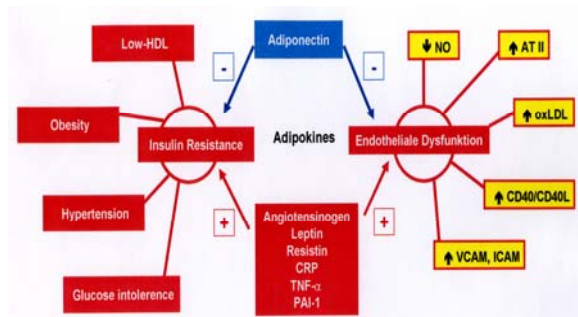 Low-HDL
Adiponectin
↓ NO
↑ AT II
-
-
Obesity
↑ oxLDL
Insulin Resistance
Adipokines
Endotheliale Dysfunktion
Hypertension
↑ CD40/CD40L
+
Angiotensinogen
Leptin
Resistin
CRP
TNF-α
PAI-1
+
↑ VCAM, ICAM
Glucose intolerence